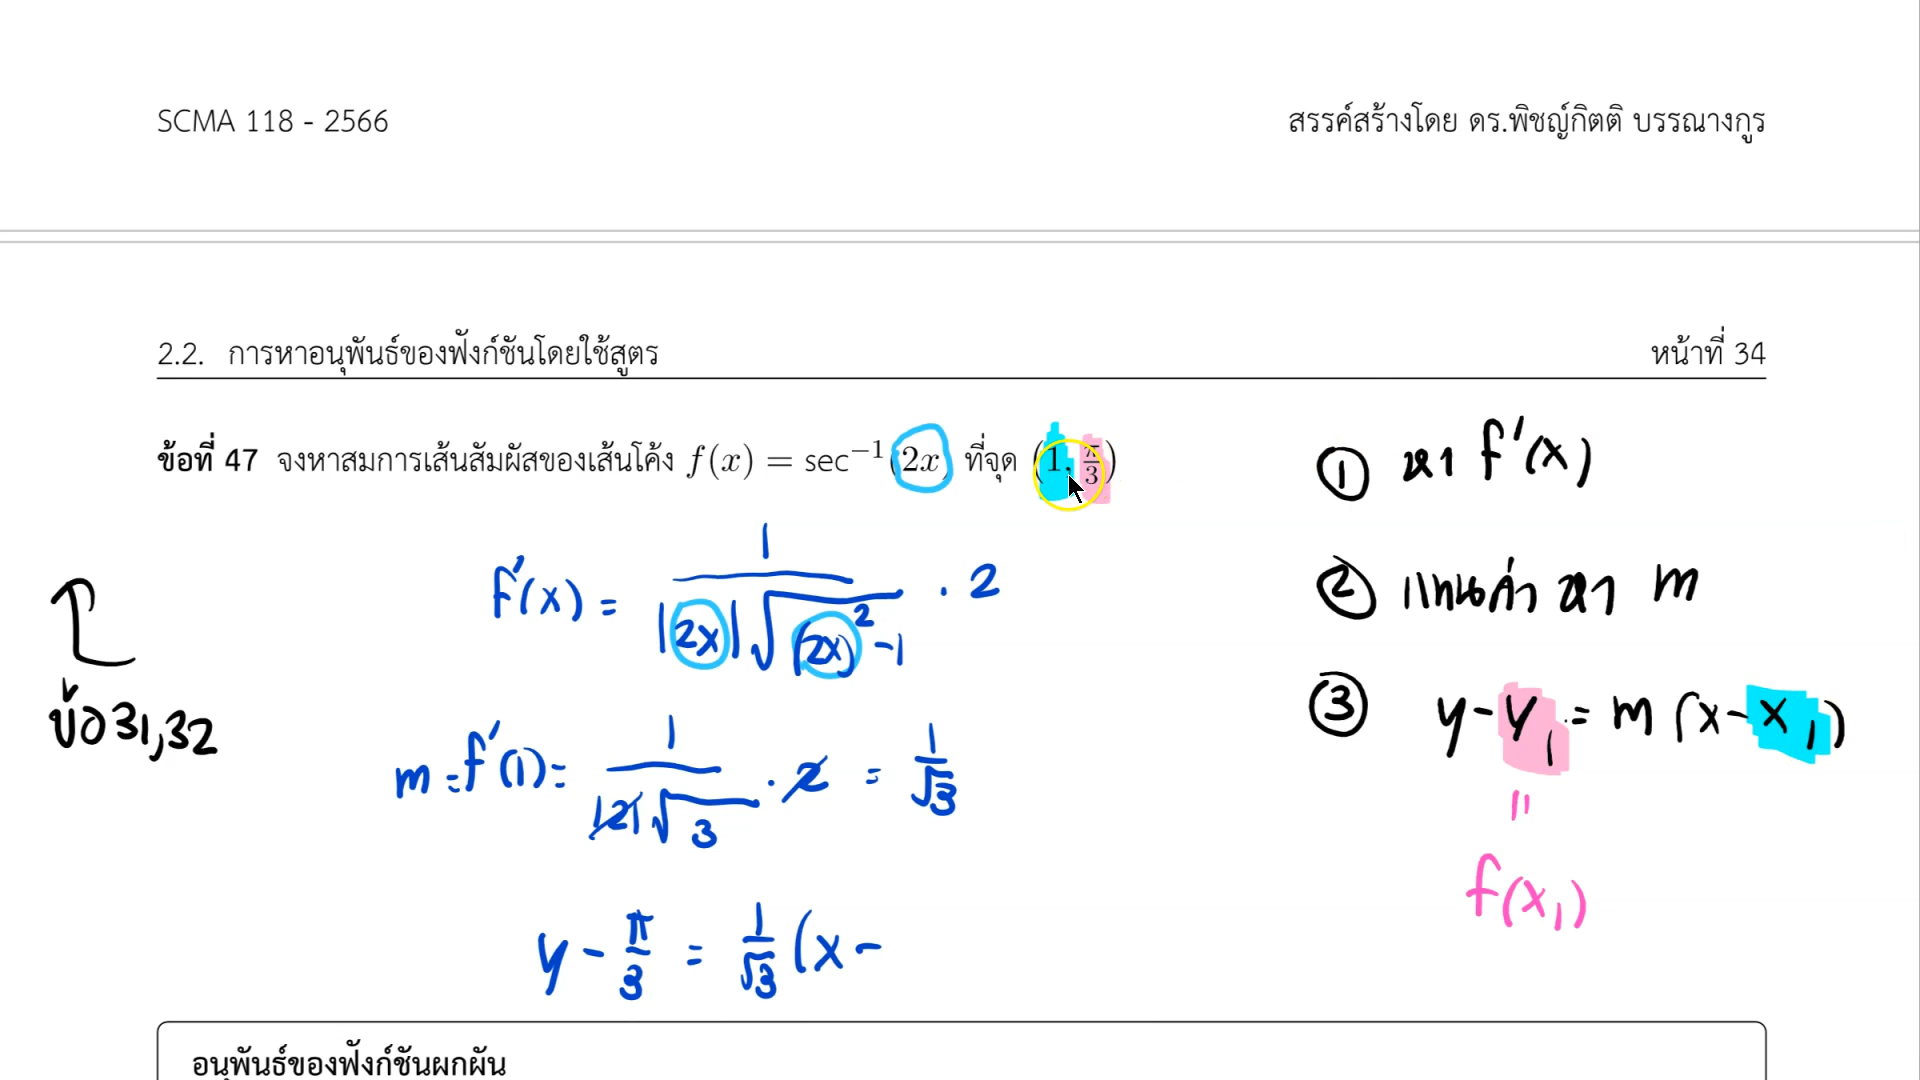 SCMA 118 - 2566
สรรค์สร้างโดย ดร.พิชญ์กิตติ บรรณางกูร
2.2. การหาอนุพันธ์ของฟังก์ชันโดยใช้สูตร
หน้าที่ 34
ข้อที่ 47 จงหาสมการเส้นสัมผัสของเส้นโค้ง f(x) = sec⁻¹(2x) ที่จุด (1, π/3)
① หา f'(x)
② แทนค่า หา m
③ y - y₁ = m (x - x₁)
"
f(x₁)
f'(x) = 1/(|2x|√((2x)² - 1)) · 2
m = f'(1) = 1/(|2|√3) · 2 = 1/√3
y - π/3 = 1/√3 (x -
ข้อ 31, 32
อนุพันธ์ของฟังก์ชันผกผัน